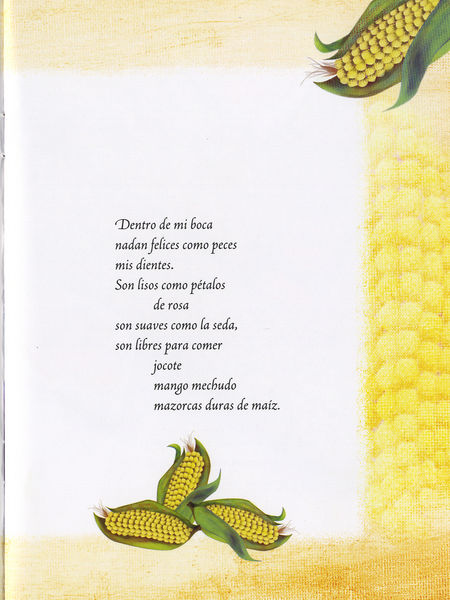 Dentro de mi boca
nadan felices como peces
mis dientes.
Son lisos como pétalos
de rosa
son suaves como la seda,
son libres para comer
jocote
mango mechudo
mazorcas duras de maíz.